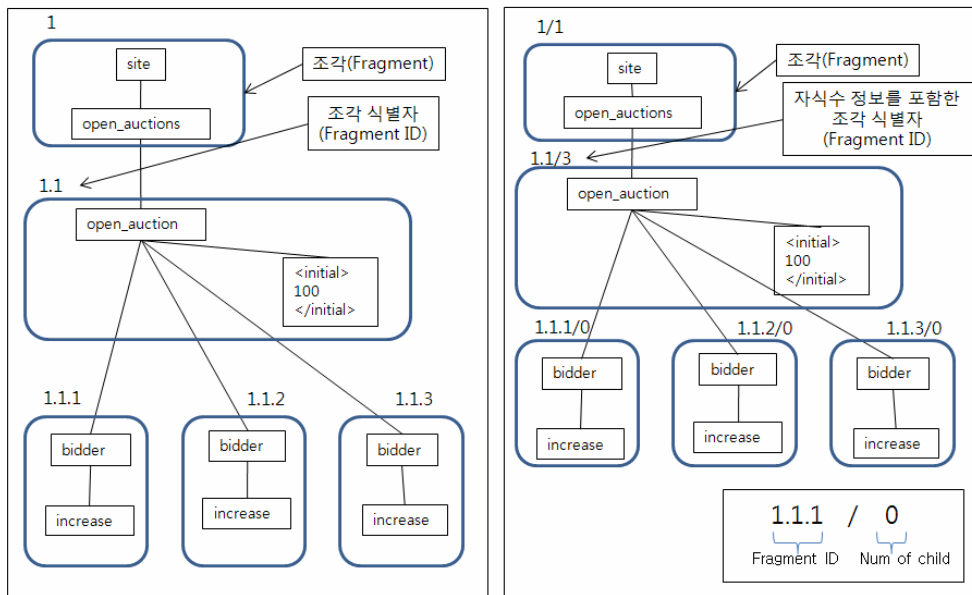 1
site
조각(Fragment)
open_auctions
조각 식별자
(Fragment ID)
1.1
open_auction
<initial>
100
</initial>
1.1.1
1.1.2
1.1.3
bidder
bidder
bidder
increase
increase
increase
1/1
site
조각(Fragment)
open_auctions
자식수 정보를 포함한
조각 식별자
(Fragment ID)
1.1/3
open_auction
<initial>
100
</initial>
1.1.1/0
1.1.2/0
1.1.3/0
bidder
bidder
bidder
increase
increase
increase
1.1.1 / 0
Fragment ID Num of child